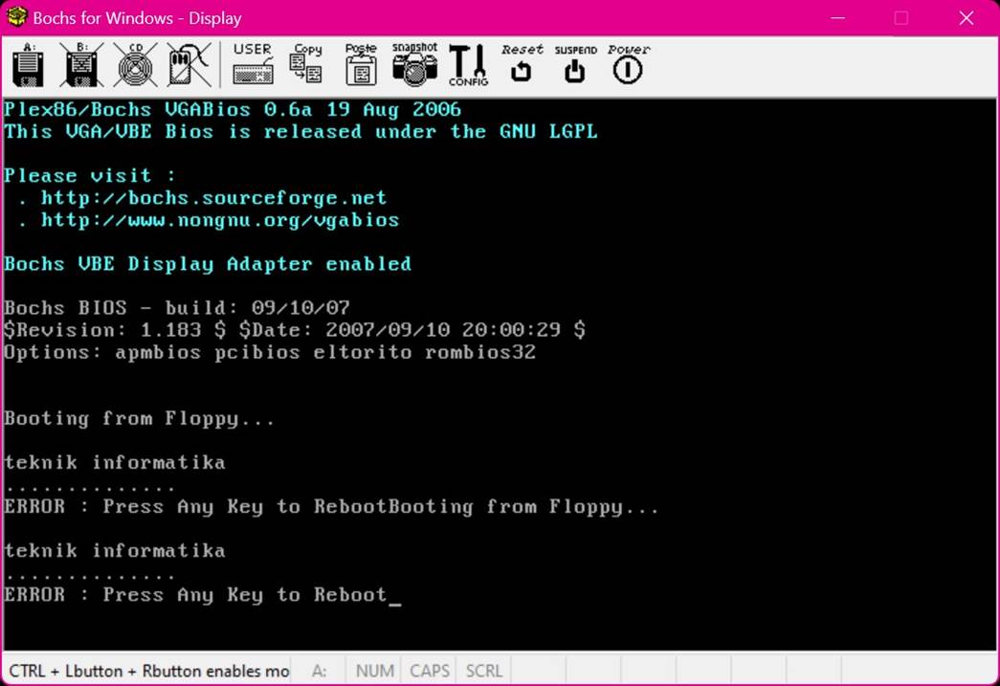 Bochs for Windows - Display
A: B: CD USER Copy Paste snapshot CONFIG Reset SUSPEND Power
Plex86/Bochs VGABios 0.6a 19 Aug 2006
This VGA/VBE Bios is released under the GNU LGPL
Please visit :
. http://bochs.sourceforge.net
. http://www.nongnu.org/vgabios
Bochs VBE Display Adapter enabled
Bochs BIOS - build: 09/10/07
$Revision: 1.183 $ $Date: 2007/09/10 20:00:29 $
Options: apmbios pcibios eltorito rombios32
Booting from Floppy...
teknik informatika
..............
ERROR : Press Any Key to RebootBooting from Floppy...
teknik informatika
..............
ERROR : Press Any Key to Reboot_
CTRL + Lbutton + Rbutton enables mo A: NUM CAPS SCRL